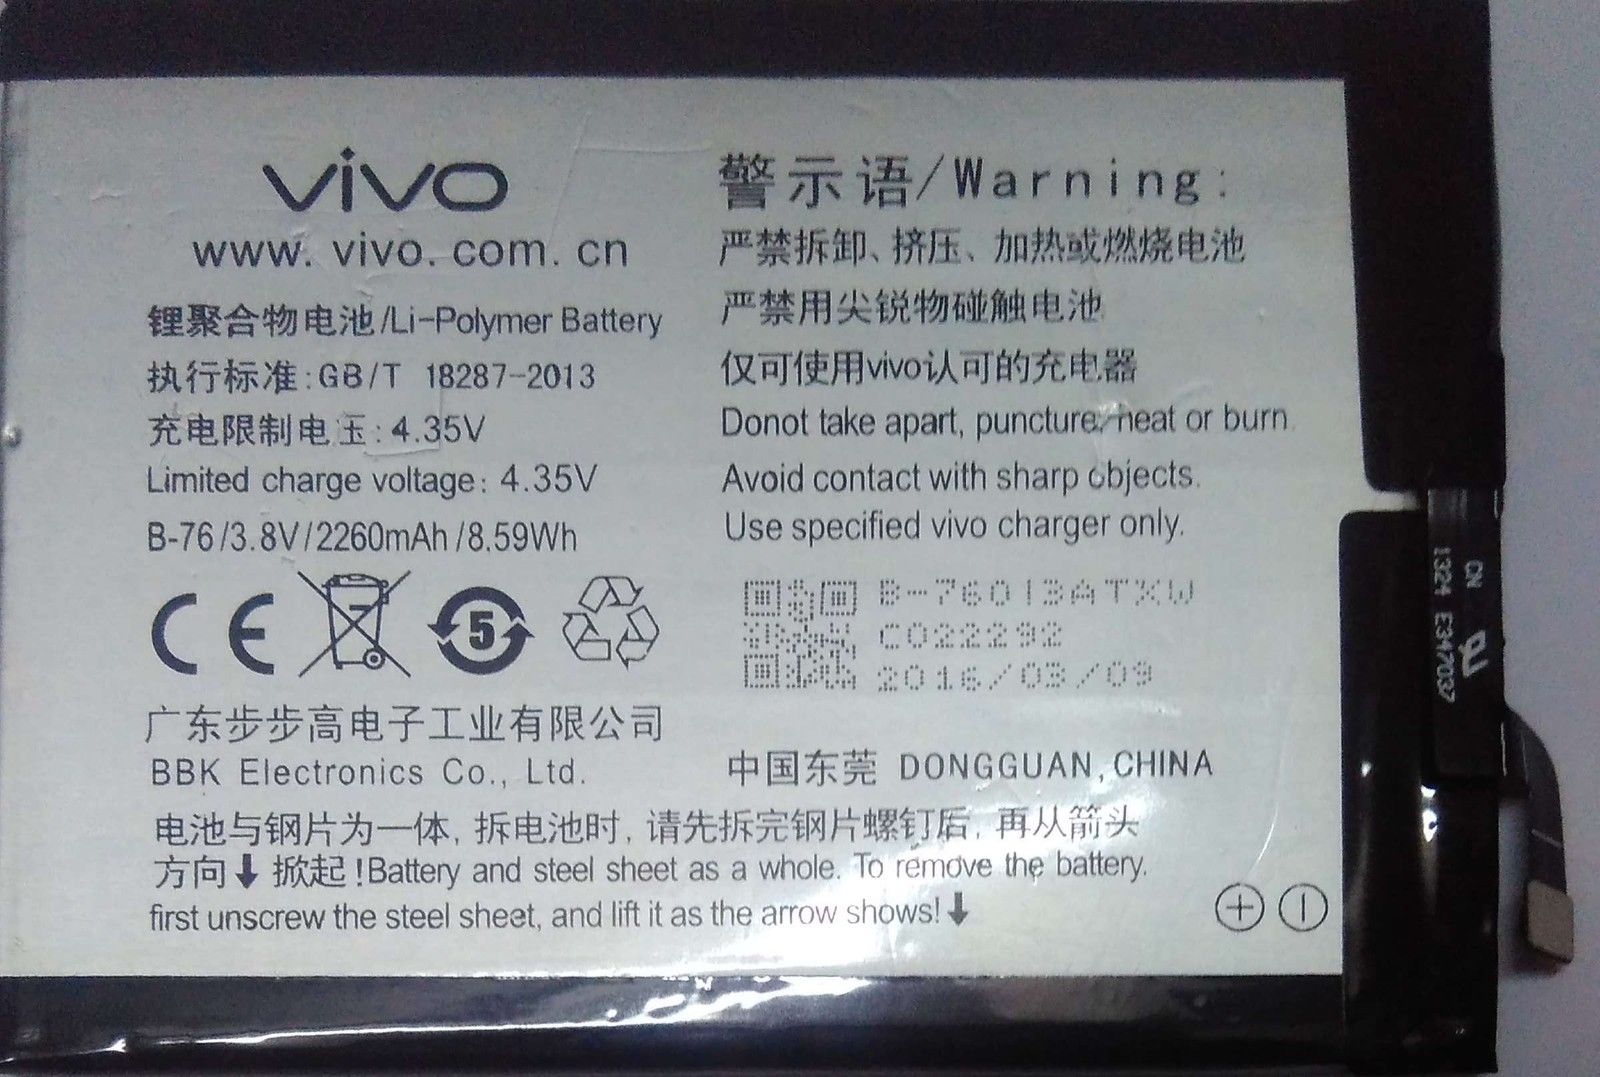 vivo
www.vivo.com.cn
锂聚合物电池/Li-Polymer Battery
执行标准:GB/T 18287-2013
充电限制电压:4.35V
Limited charge voltage: 4.35V
B-76/3.8V/2260mAh/8.59Wh
CE
5
广东步步高电子工业有限公司
BBK Electronics Co., Ltd.
警示语/Warning:
严禁拆卸、挤压、加热或燃烧电池
严禁用尖锐物碰触电池
仅可使用vivo认可的充电器
Donot take apart, puncture, heat or burn.
Avoid contact with sharp objects.
Use specified vivo charger only.
B-76013ATXW
C022292
2016/03/09
中国东莞 DONGGUAN, CHINA
电池与钢片为一体, 拆电池时, 请先拆完钢片螺钉后, 再从箭头
方向↓掀起!Battery and steel sheet as a whole. To remove the battery.
first unscrew the steel sheet, and lift it as the arrow shows!↓
+ -
CN
1324 E347037